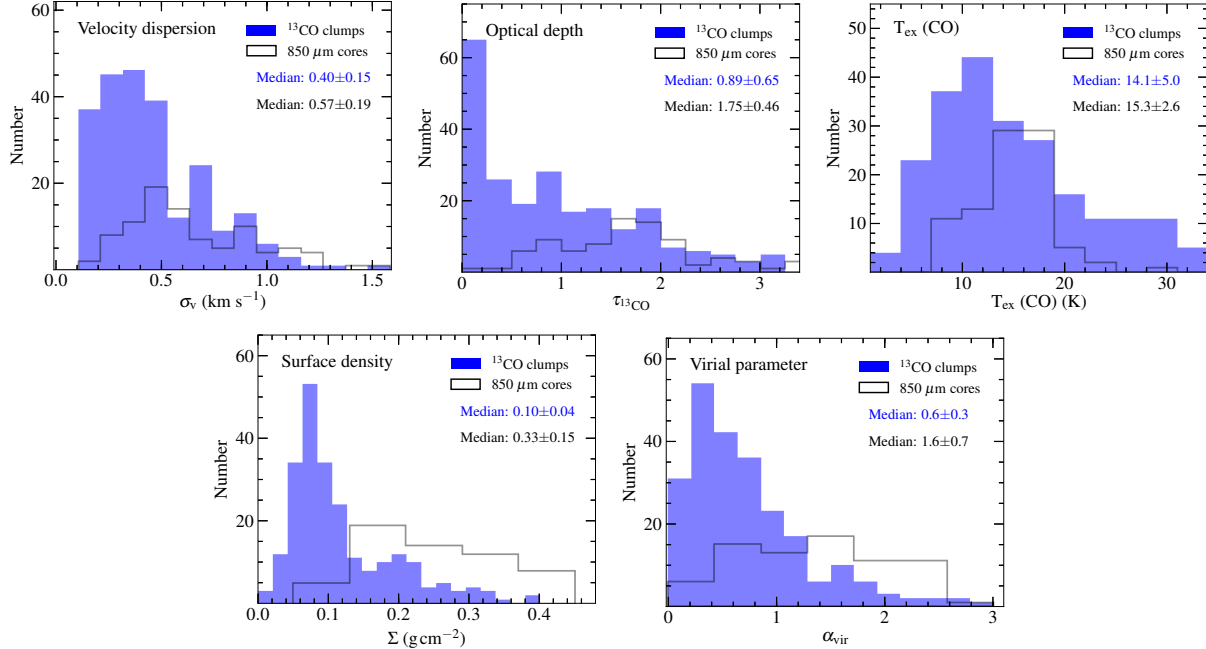 Velocity dispersion
¹³CO clumps
850 μm cores
Median: 0.40±0.15
Median: 0.57±0.19
Number
60
40
20
0.0
0.5
1.0
1.5
σᵥ (km s⁻¹)
Optical depth
¹³CO clumps
850 μm cores
Median: 0.89±0.65
Median: 1.75±0.46
Number
60
40
20
0
1
2
3
τ₁₃CO
T_ex (CO)
¹³CO clumps
850 μm cores
Median: 14.1±5.0
Median: 15.3±2.6
Number
50
30
10
10
20
30
T_ex (CO) (K)
Surface density
¹³CO clumps
850 μm cores
Median: 0.10±0.04
Median: 0.33±0.15
Number
60
40
20
0.0
0.1
0.2
0.4
Σ (g cm⁻²)
Virial parameter
¹³CO clumps
850 μm cores
Median: 0.6±0.3
Median: 1.6±0.7
Number
60
40
20
0
1
2
3
α_vir